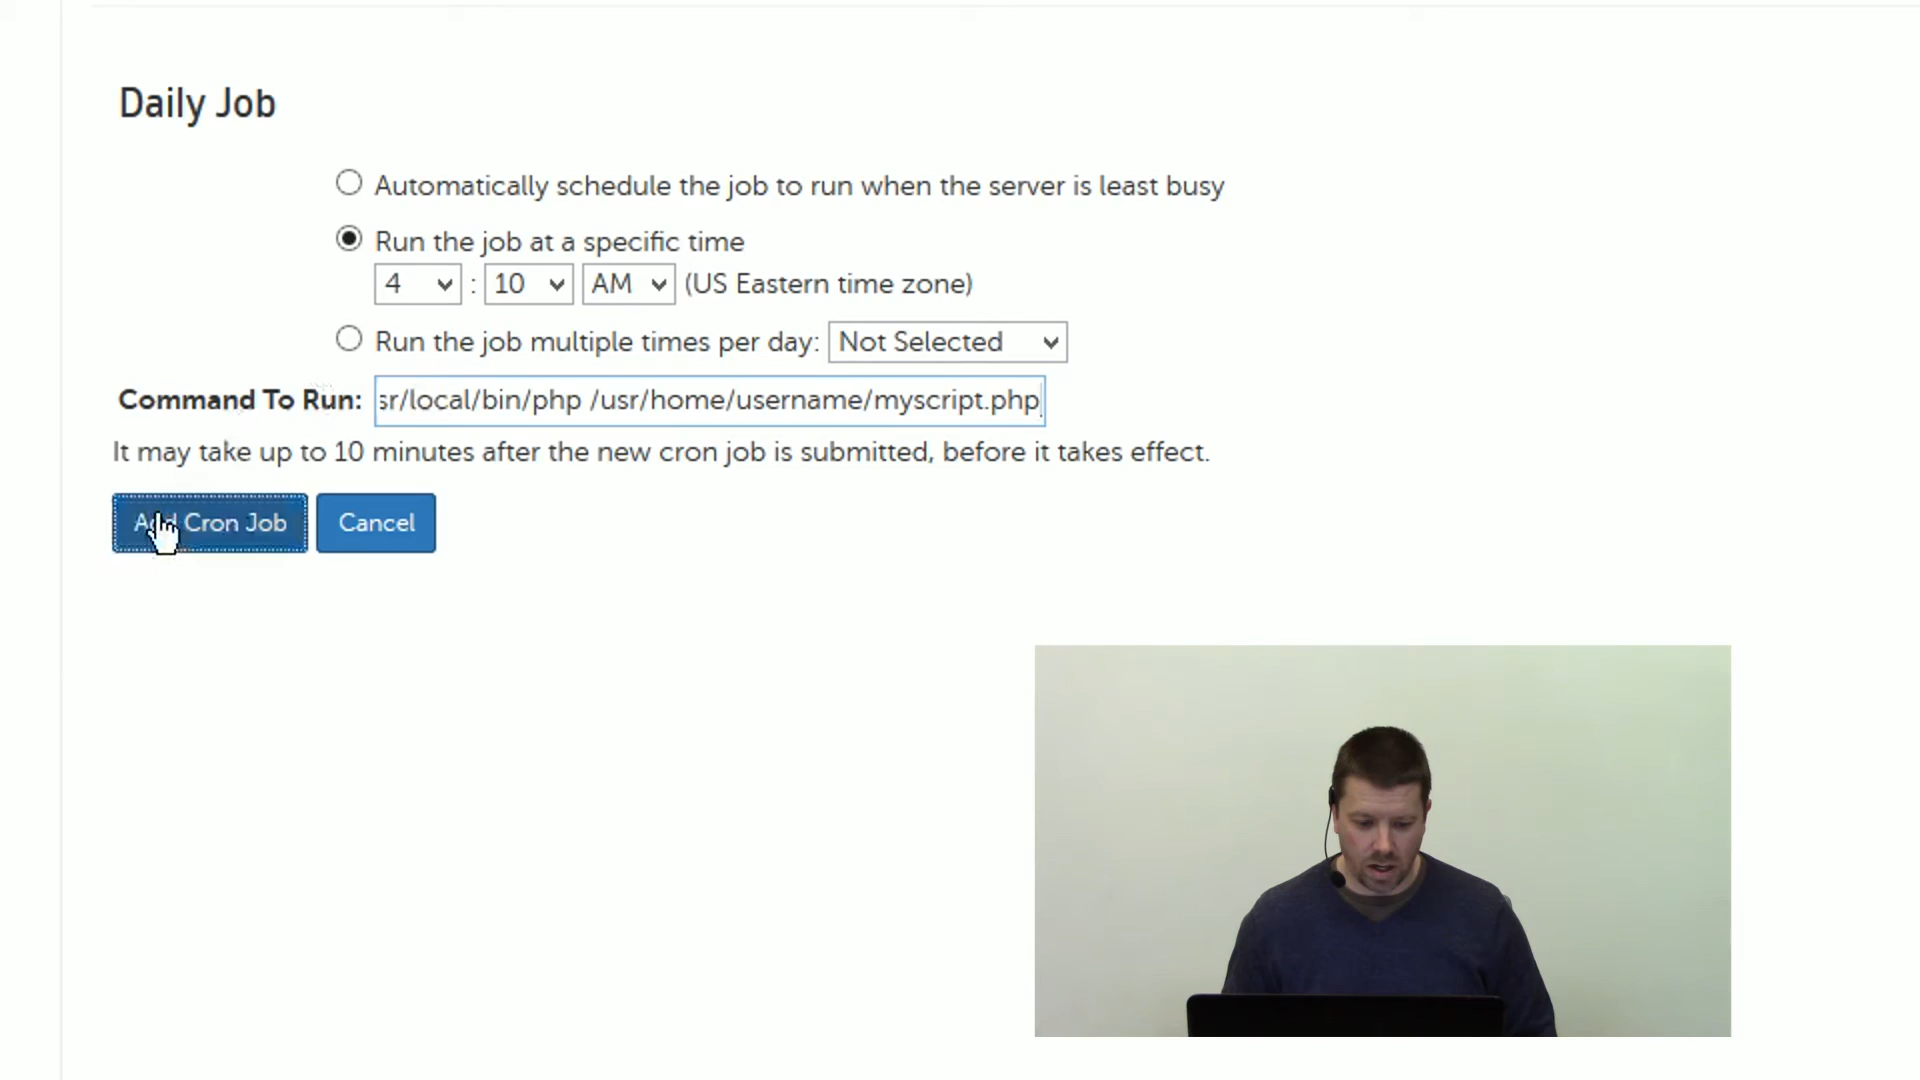 Daily Job
Automatically schedule the job to run when the server is least busy
Run the job at a specific time
4 : 10 AM (US Eastern time zone)
Run the job multiple times per day: Not Selected
Command To Run: sr/local/bin/php /usr/home/username/myscript.php
It may take up to 10 minutes after the new cron job is submitted, before it takes effect.
Add Cron Job Cancel